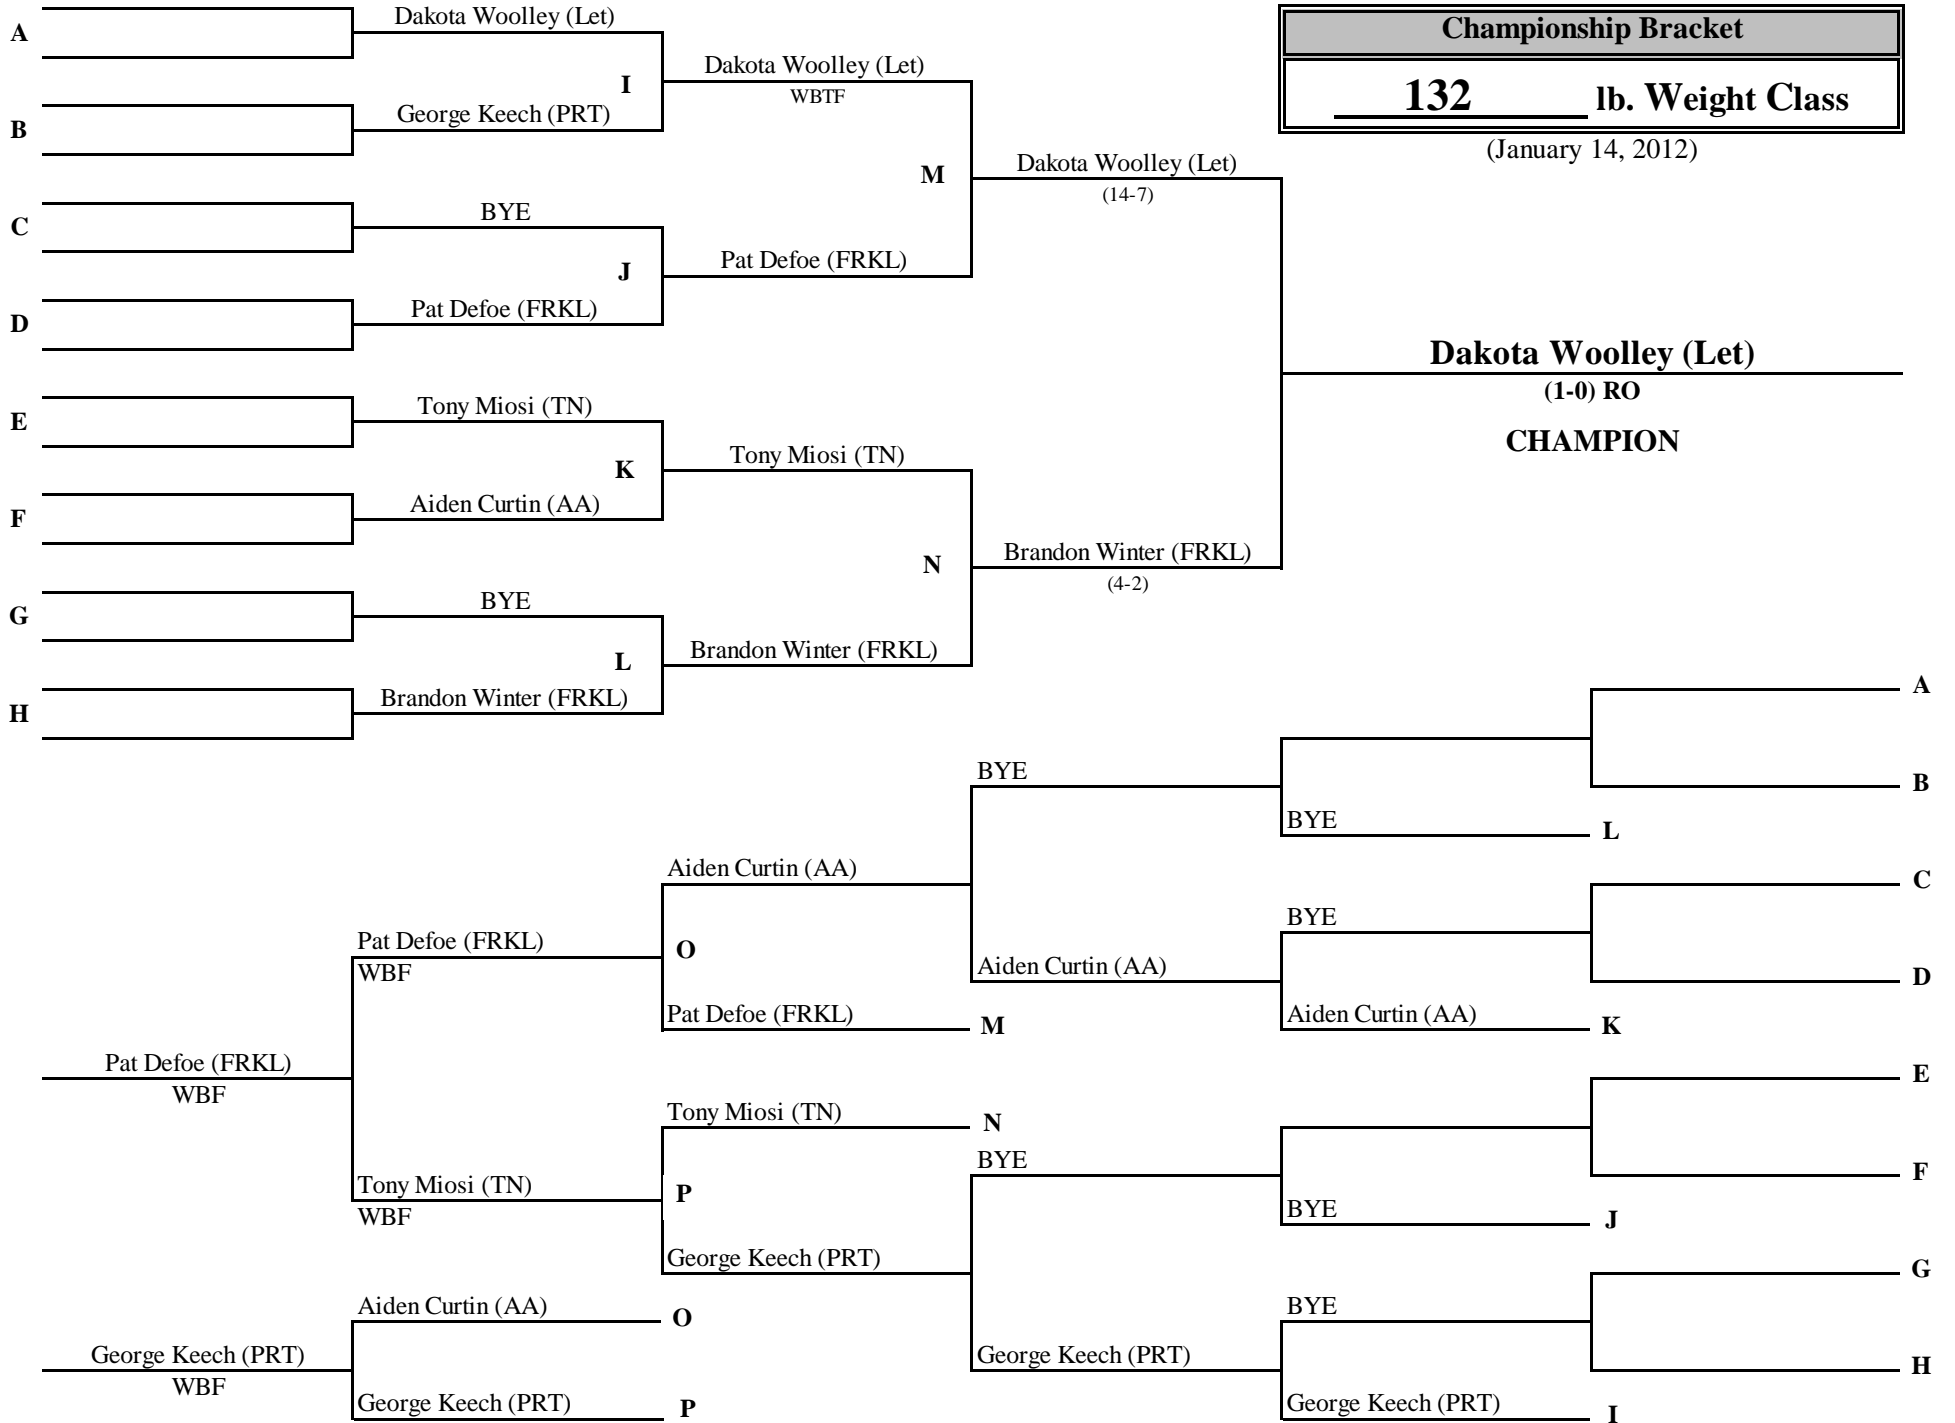 Championship Bracket
132 lb. Weight Class
(January 14, 2012)
A
Dakota Woolley (Let)
I
Dakota Woolley (Let)
WBTF
B
George Keech (PRT)
M
Dakota Woolley (Let)
(14-7)
C
BYE
J
Pat Defoe (FRKL)
D
Pat Defoe (FRKL)
Dakota Woolley (Let)
(1-0) RO
CHAMPION
E
Tony Miosi (TN)
K
Tony Miosi (TN)
F
Aiden Curtin (AA)
N
Brandon Winter (FRKL)
(4-2)
G
BYE
L
Brandon Winter (FRKL)
H
Brandon Winter (FRKL)
A
BYE
B
BYE
L
Aiden Curtin (AA)
C
BYE
Pat Defoe (FRKL)
WBF
O
Aiden Curtin (AA)
D
Pat Defoe (FRKL)
M
Aiden Curtin (AA)
K
Pat Defoe (FRKL)
WBF
E
Tony Miosi (TN)
N
BYE
F
Tony Miosi (TN)
WBF
P
BYE
J
George Keech (PRT)
G
Aiden Curtin (AA)
O
BYE
George Keech (PRT)
WBF
George Keech (PRT)
H
George Keech (PRT)
P
George Keech (PRT)
I